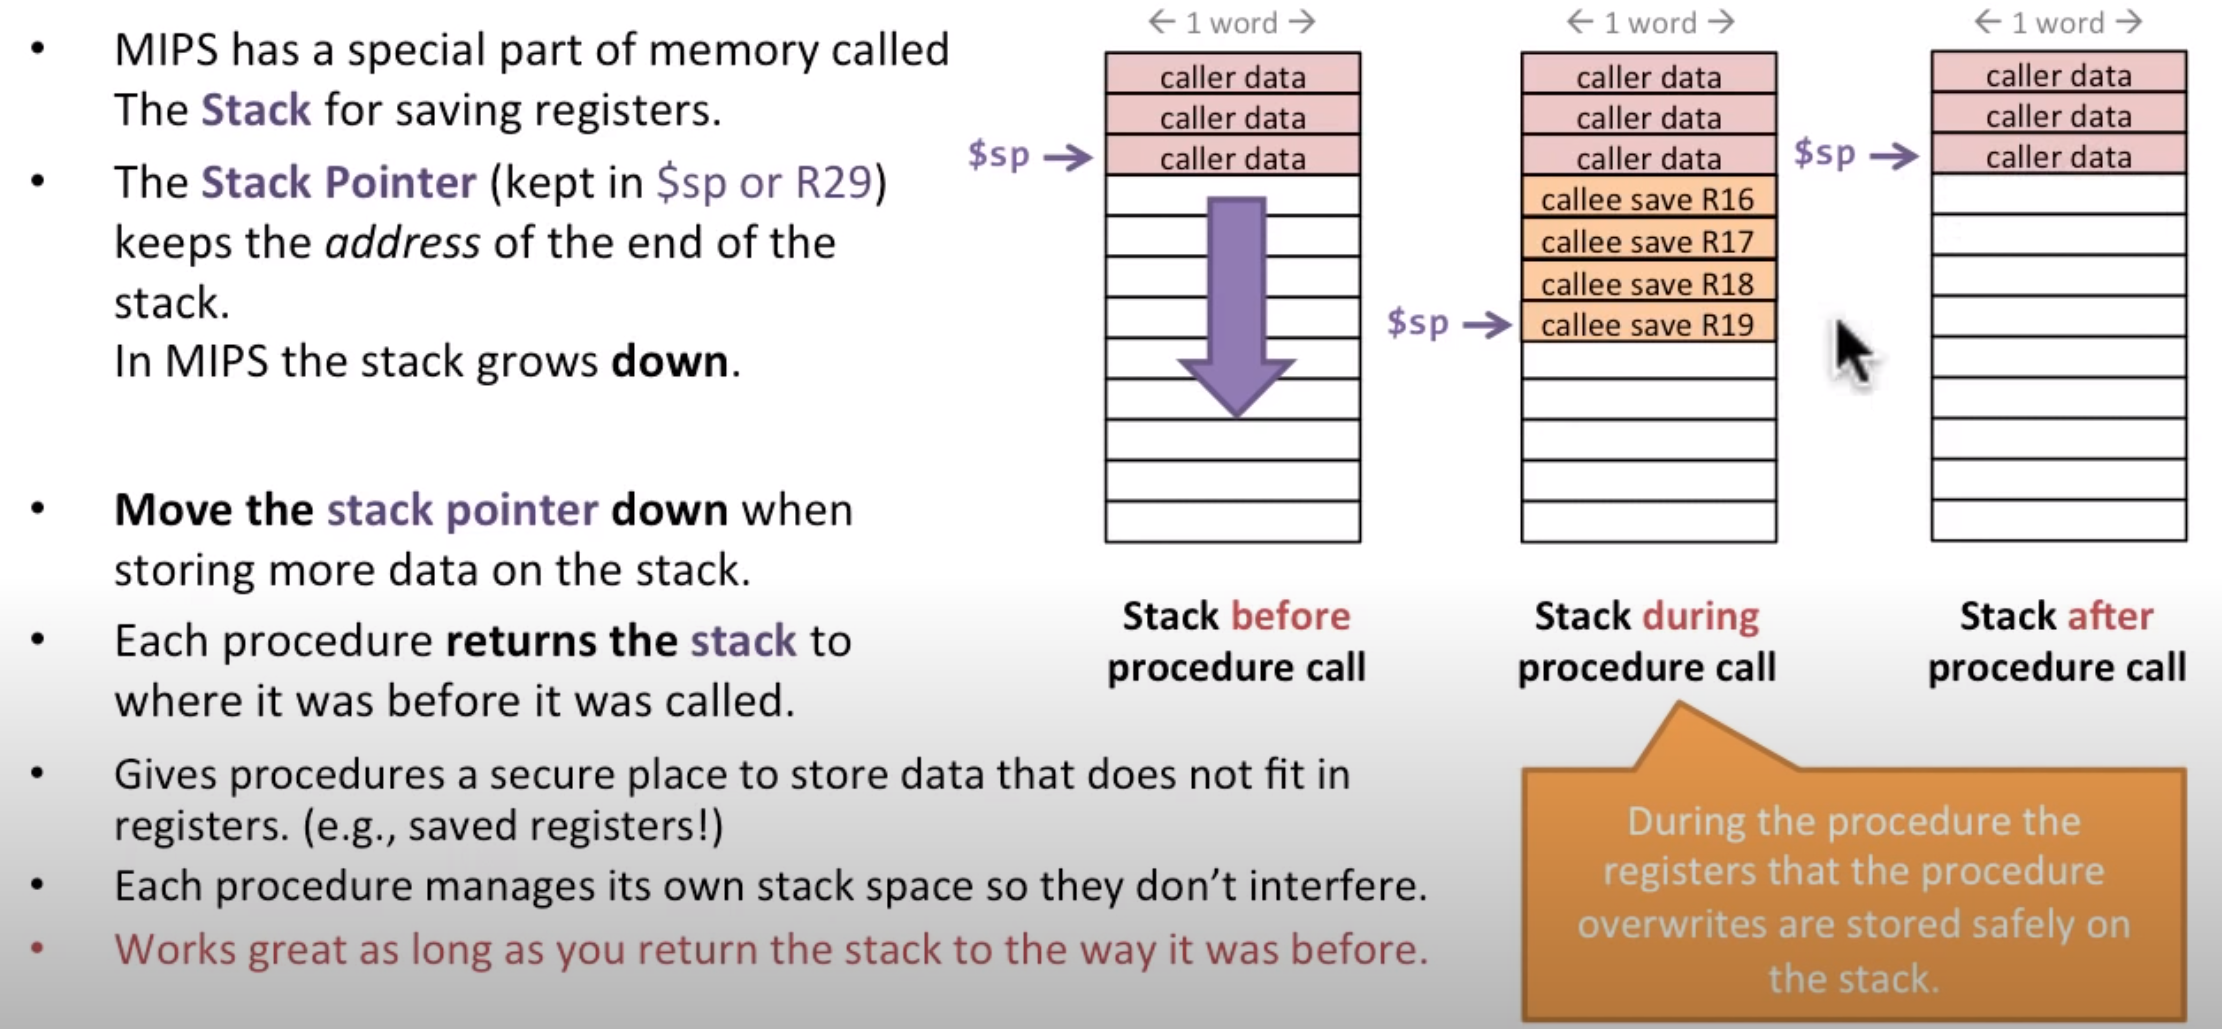 • MIPS has a special part of memory called
The Stack for saving registers.
• The Stack Pointer (kept in $sp or R29)
keeps the address of the end of the
stack.
In MIPS the stack grows down.
• Move the stack pointer down when
storing more data on the stack.
• Each procedure returns the stack to
where it was before it was called.
• Gives procedures a secure place to store data that does not fit in
registers. (e.g., saved registers!)
• Each procedure manages its own stack space so they don’t interfere.
• Works great as long as you return the stack to the way it was before.
← 1 word →
caller data
caller data
$sp → caller data
Stack before
procedure call
← 1 word →
caller data
caller data
caller data
callee save R16
callee save R17
callee save R18
$sp → callee save R19
Stack during
procedure call
← 1 word →
caller data
caller data
$sp → caller data
Stack after
procedure call
During the procedure the
registers that the procedure
overwrites are stored safely on
the stack.